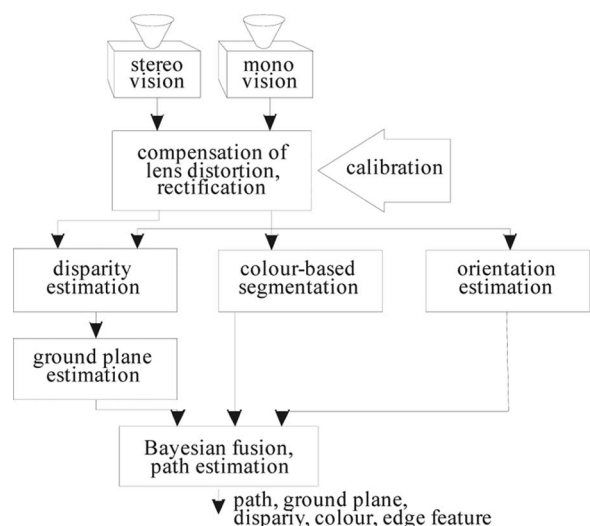 stereo
vision
mono
vision
compensation of
lens distortion,
rectification
calibration
disparity
estimation
colour-based
segmentation
orientation
estimation
ground plane
estimation
Bayesian fusion,
path estimation
path, ground plane,
dispariy, colour, edge feature